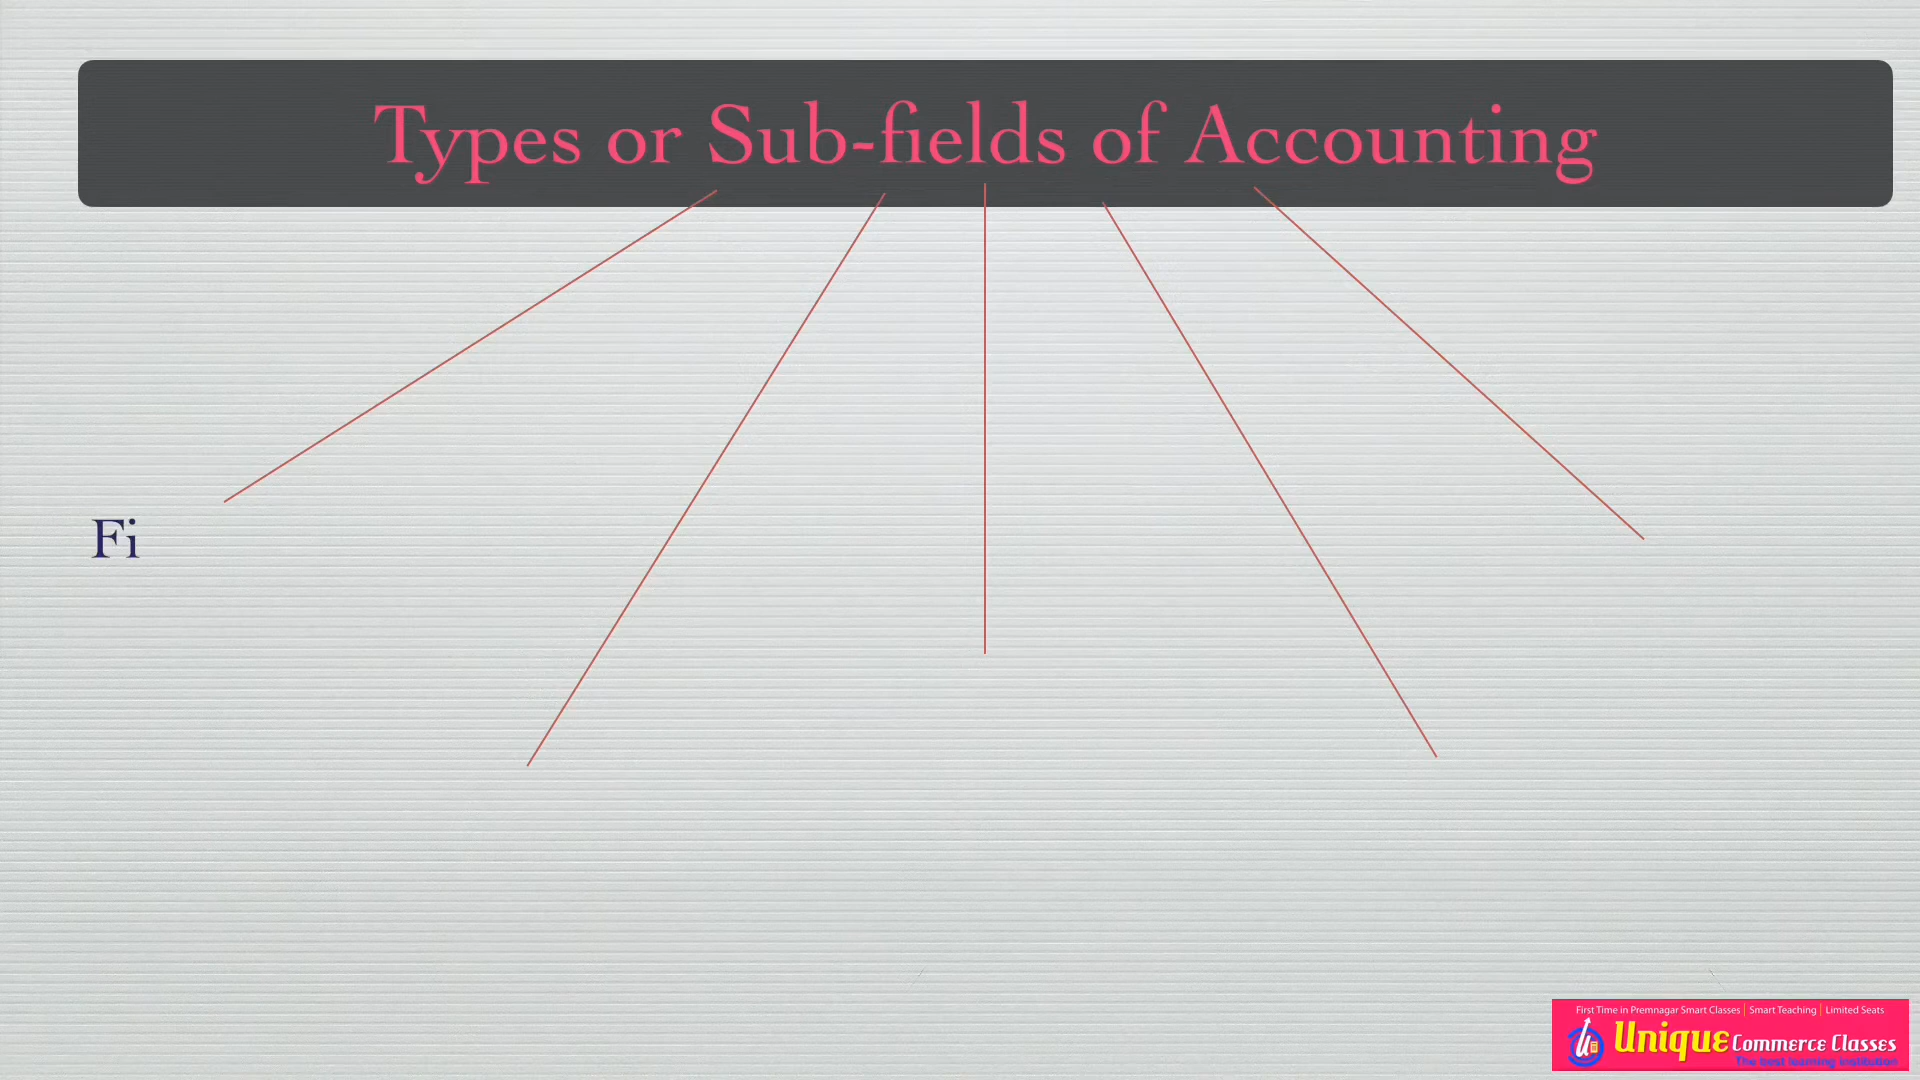 Types or Sub-fields of Accounting
Fi
First Time in Premnagar Smart Classes | Smart Teaching | Limited Seats
Unique Commerce Classes
The best learning institution